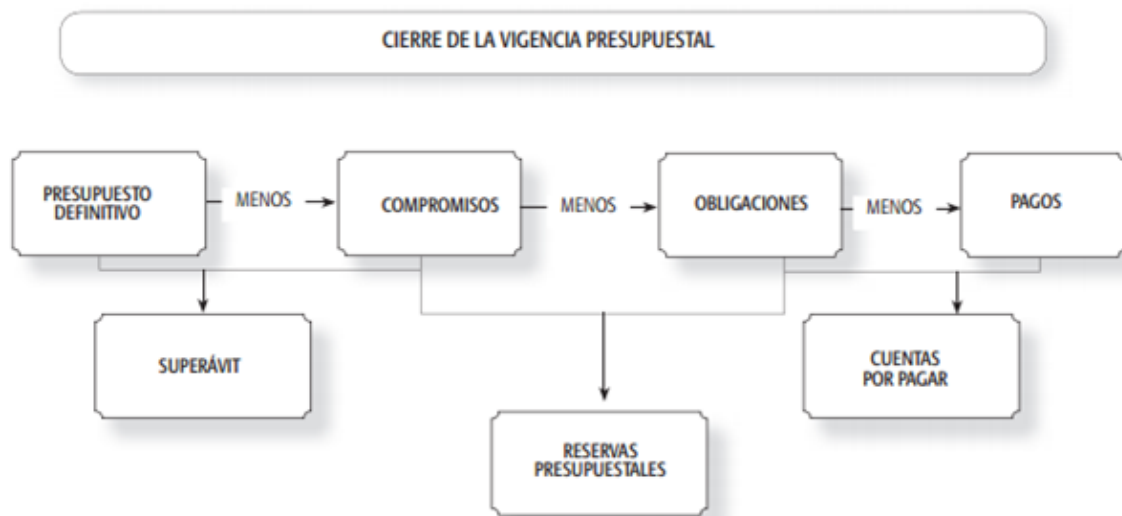 CIERRE DE LA VIGENCIA PRESUPUESTAL
PRESUPUESTO
DEFINITIVO
MENOS
COMPROMISOS
MENOS
OBLIGACIONES
MENOS
PAGOS
SUPERÁVIT
CUENTAS
POR PAGAR
RESERVAS
PRESUPUESTALES